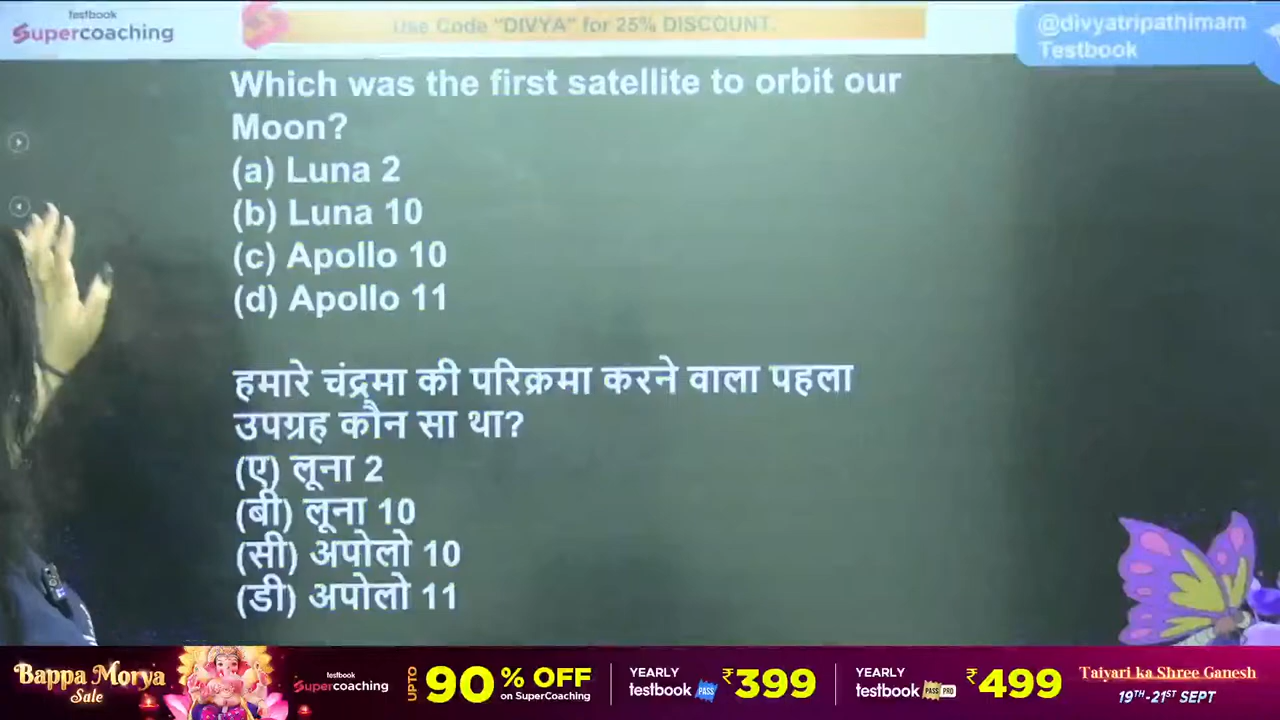 testbook
Supercoaching
Use Code "DIVYA" for 25% DISCOUNT.
@divyatripathimam
Testbook
Which was the first satellite to orbit our
Moon?
(a) Luna 2
(b) Luna 10
(c) Apollo 10
(d) Apollo 11
हमारे चंद्रमा की परिक्रमा करने वाला पहला
उपग्रह कौन सा था?
(ए) लूना 2
(बी) लूना 10
(सी) अपोलो 10
(डी) अपोलो 11
Bappa Morya
Sale
testbook
Supercoaching
UPTO 90% OFF
on SuperCoaching
YEARLY
testbook PASS
₹399
YEARLY
testbook PASS PRO
₹499
Taiyari ka Shree Ganesh
19TH-21ST SEPT